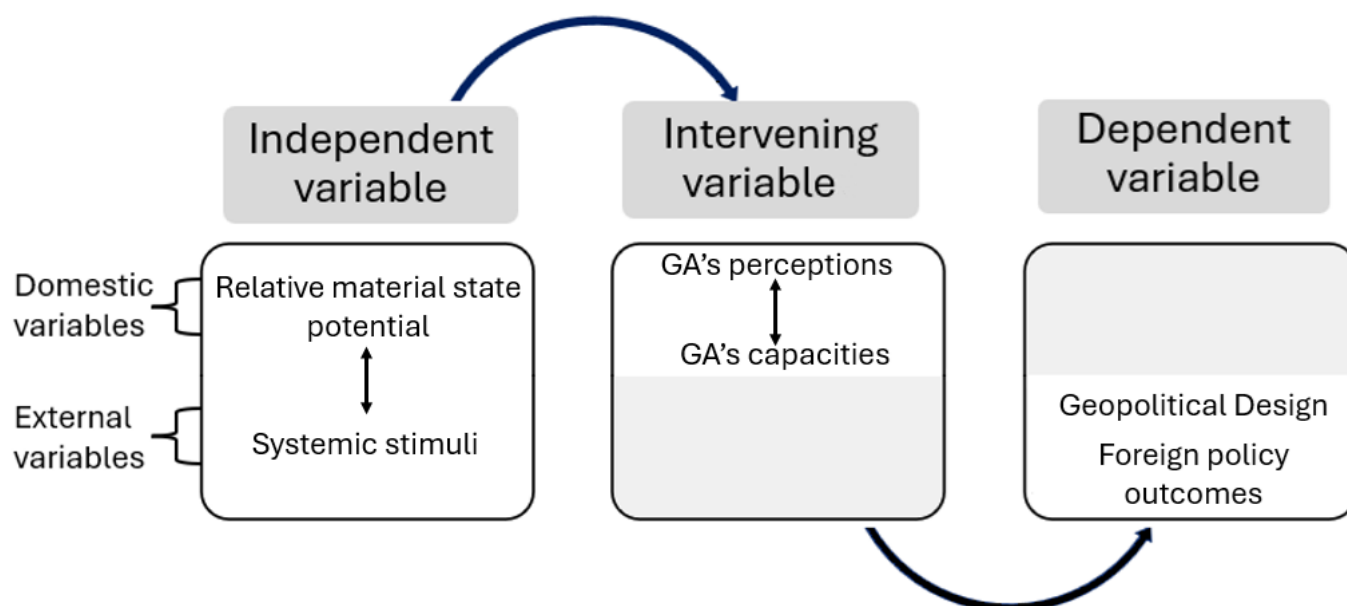 Independent
variable
Intervening
variable
Dependent
variable
Domestic
variables
External
variables
Relative material state
potential
Systemic stimuli
GA’s perceptions
GA’s capacities
Geopolitical Design
Foreign policy
outcomes